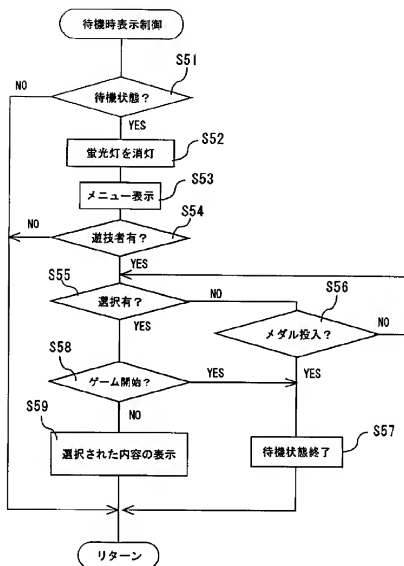 待機時表示制御
S51
NO
待機状態？
YES
S52
蛍光灯を消灯
S53
メニュー表示
S54
NO
遊技者有？
S55
YES
選択有？
NO
S56
YES
メダル投入？
NO
S58
ゲーム開始？
YES
YES
S59
NO
選択された内容の表示
待機状態終了
S57
リターン